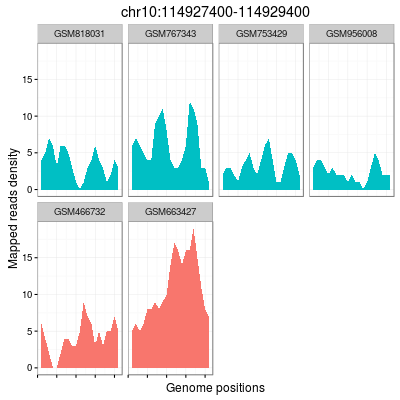 chr10:114927400-114929400
GSM818031 GSM767343 GSM753429 GSM956008
15
10
5
0
Mapped reads density
GSM466732 GSM663427
15
10
5
0
Genome positions